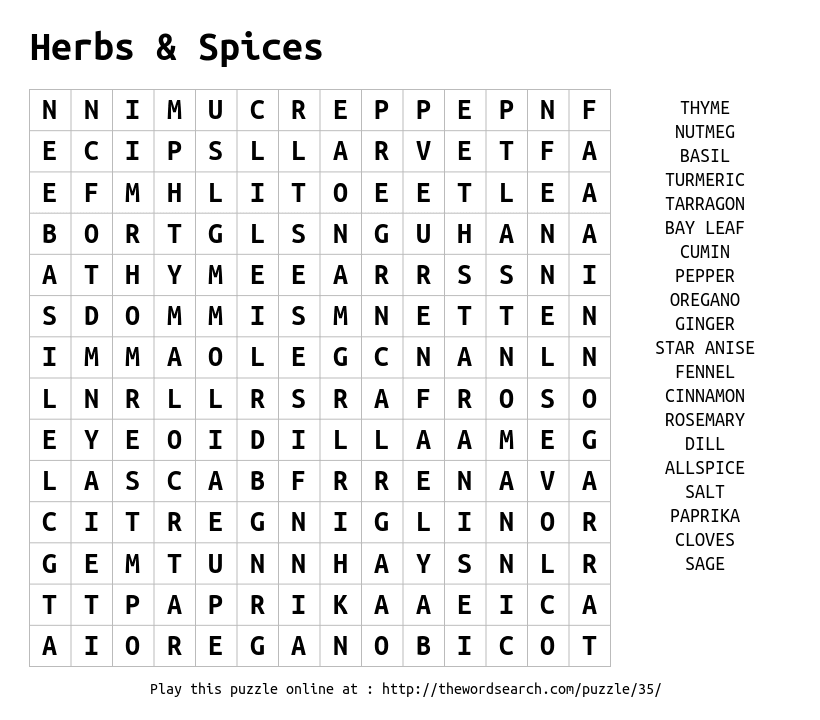 Herbs & Spices
N N I M U C R E P P E P N F
E C I P S L L A R V E T F A
E F M H L I T O E E T L E A
B O R T G L S N G U H A N A
A T H Y M E E A R R S S N I
S D O M M I S M N E T T E N
I M M A O L E G C N A N L N
L N R L L R S R A F R O S O
E Y E O I D I L L A A M E G
L A S C A B F R R E N A V A
C I T R E G N I G L I N O R
G E M T U N N H A Y S N L R
T T P A P R I K A A E I C A
A I O R E G A N O B I C O T
THYME
NUTMEG
BASIL
TURMERIC
TARRAGON
BAY LEAF
CUMIN
PEPPER
OREGANO
GINGER
STAR ANISE
FENNEL
CINNAMON
ROSEMARY
DILL
ALLSPICE
SALT
PAPRIKA
CLOVES
SAGE
Play this puzzle online at : http://thewordsearch.com/puzzle/35/